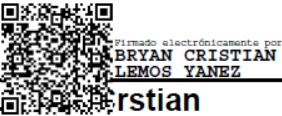 Firmado electrónicamente por
BRYAN CRISTIAN
LEMOS YANEZ
rstian